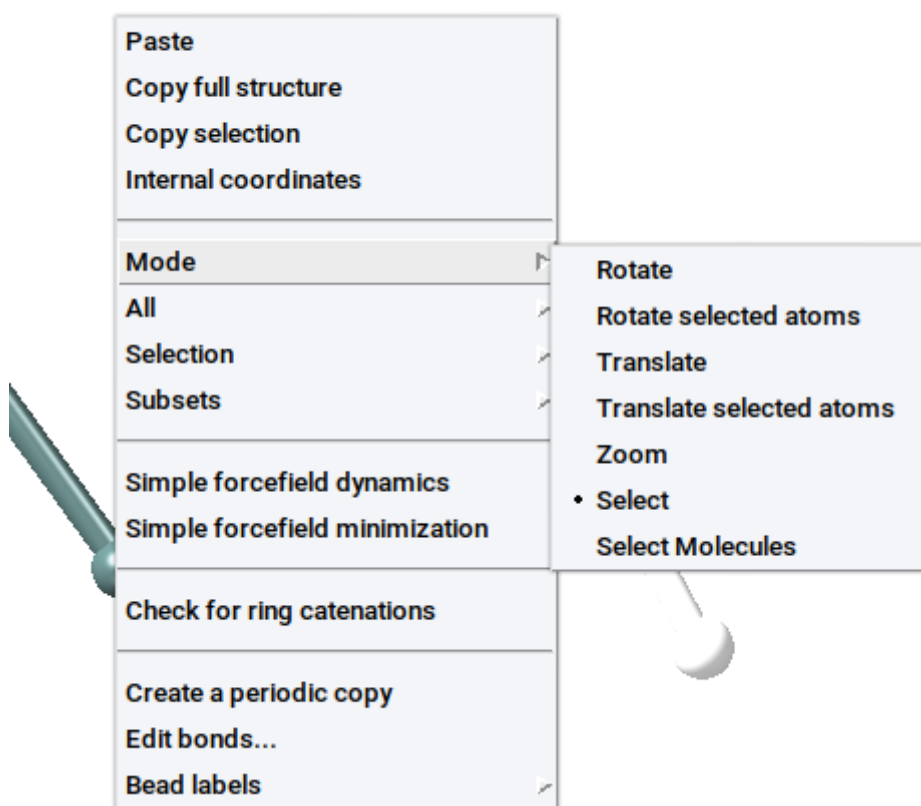 Paste
Copy full structure
Copy selection
Internal coordinates
Mode
All
Selection
Subsets
Simple forcefield dynamics
Simple forcefield minimization
Check for ring catenations
Create a periodic copy
Edit bonds...
Bead labels
Rotate
Rotate selected atoms
Translate
Translate selected atoms
Zoom
Select
Select Molecules